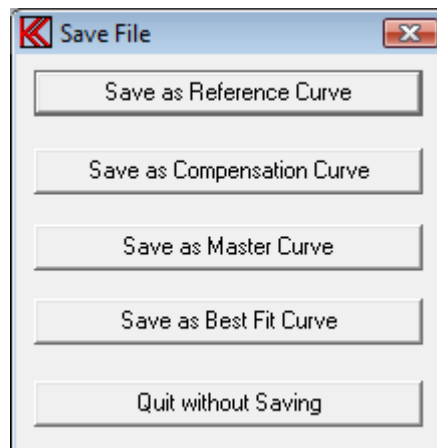 Save File
Save as Reference Curve
Save as Compensation Curve
Save as Master Curve
Save as Best Fit Curve
Quit without Saving